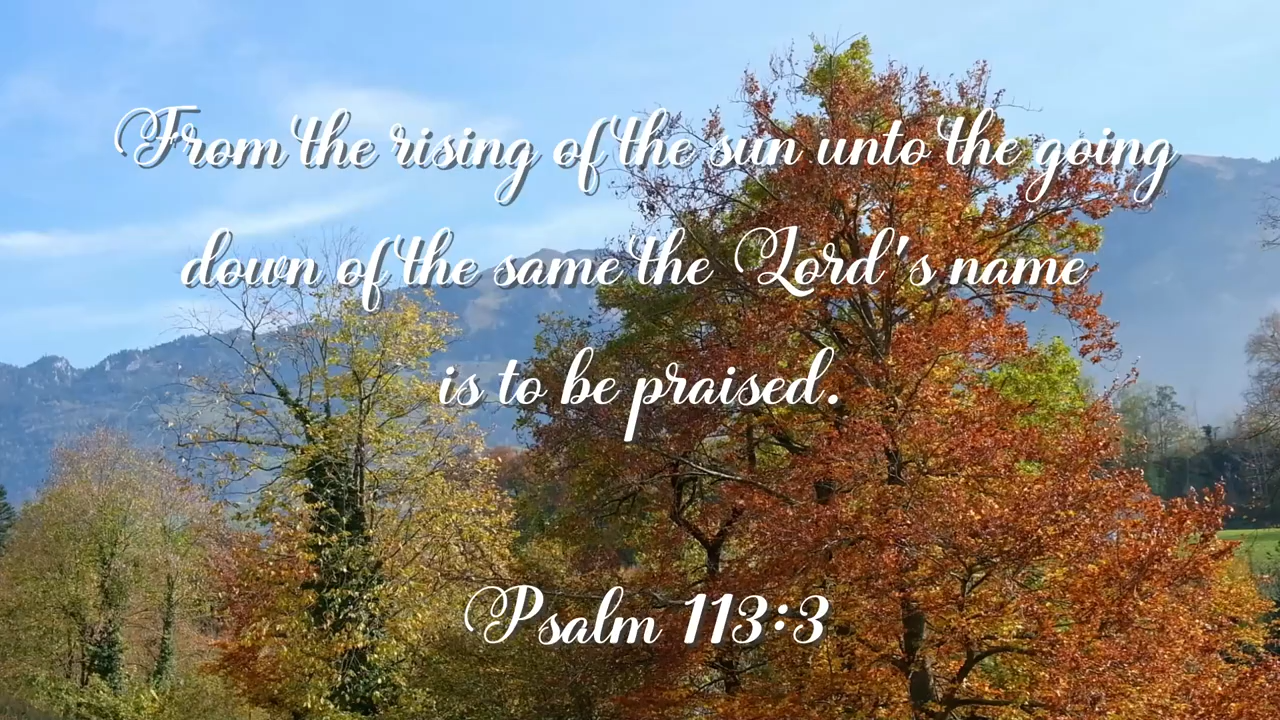 From the rising of the sun unto the going
down of the same the Lord's name
is to be praised.
Psalm 113:3